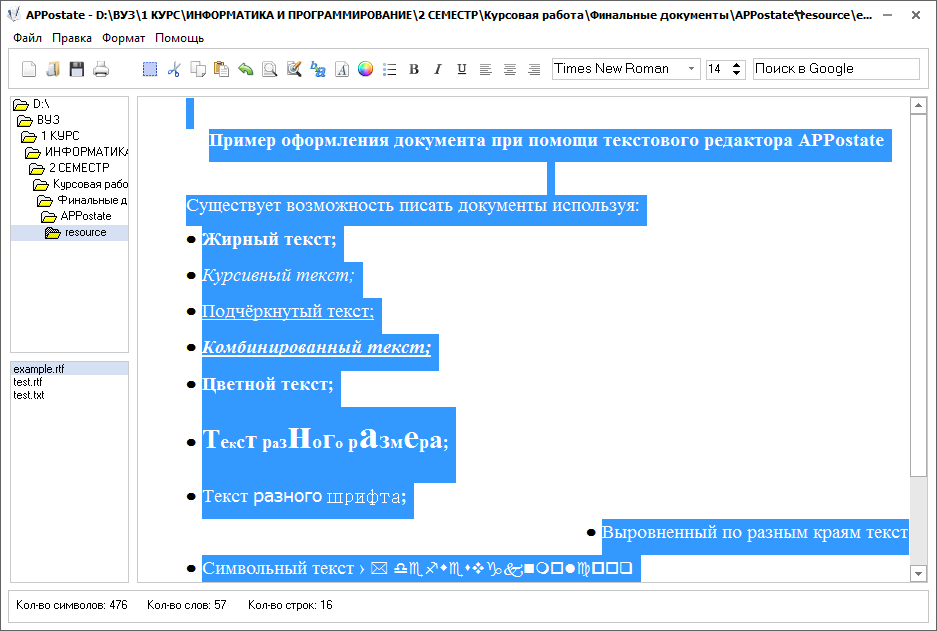 APPostate - D:\ВУЗ\1 КУРС\ИНФОРМАТИКА И ПРОГРАММИРОВАНИЕ\2 СЕМЕСТР\Курсовая работа\Финальные документы\APPostate\resource\e...
Файл Правка Формат Помощь
Times New Roman 14 Поиск в Google
D:\
ВУЗ
1 КУРС
ИНФОРМАТИКА
2 СЕМЕСТР
Курсовая рабо
Финальные д
APPostate
resource
example.rtf
test.rtf
test.txt
Пример оформления документа при помощи текстового редактора APPostate
Существует возможность писать документы используя:
● Жирный текст;
● Курсивный текст;
● Подчёркнутый текст;
● Комбинированный текст;
● Цветной текст;
● Текст разНоГо размера;
● Текст разного шрифта;
● Выровненный по разным краям текст
● Символьный текст › ✉ ♎♏♐⬧♏⬧❖♑🙰■❍□●♍□□❑
Кол-во символов: 476 Кол-во слов: 57 Кол-во строк: 16